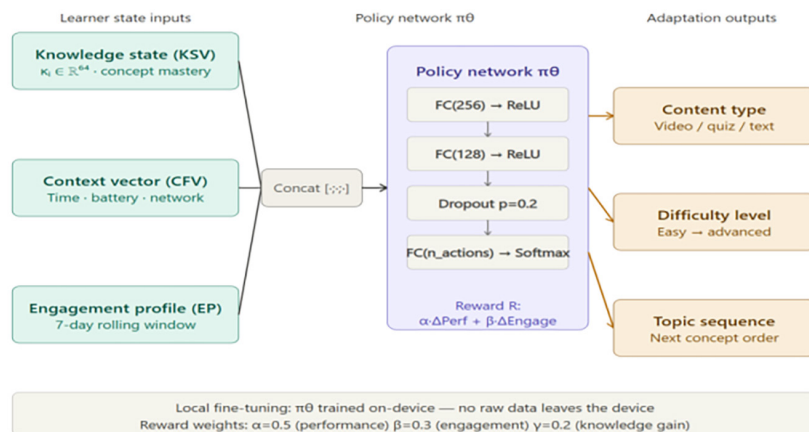 Learner state inputs
Policy network πθ
Adaptation outputs
Knowledge state (KSV)
κᵢ ∈ ℝ⁶⁴ · concept mastery
Context vector (CFV)
Time · battery · network
Engagement profile (EP)
7-day rolling window
Concat [·;·;·]
Policy network πθ
FC(256) → ReLU
FC(128) → ReLU
Dropout p=0.2
FC(n_actions) → Softmax
Reward R:
α·ΔPerf + β·ΔEngage
Content type
Video / quiz / text
Difficulty level
Easy → advanced
Topic sequence
Next concept order
Local fine-tuning: πθ trained on-device — no raw data leaves the device
Reward weights: α=0.5 (performance) β=0.3 (engagement) γ=0.2 (knowledge gain)